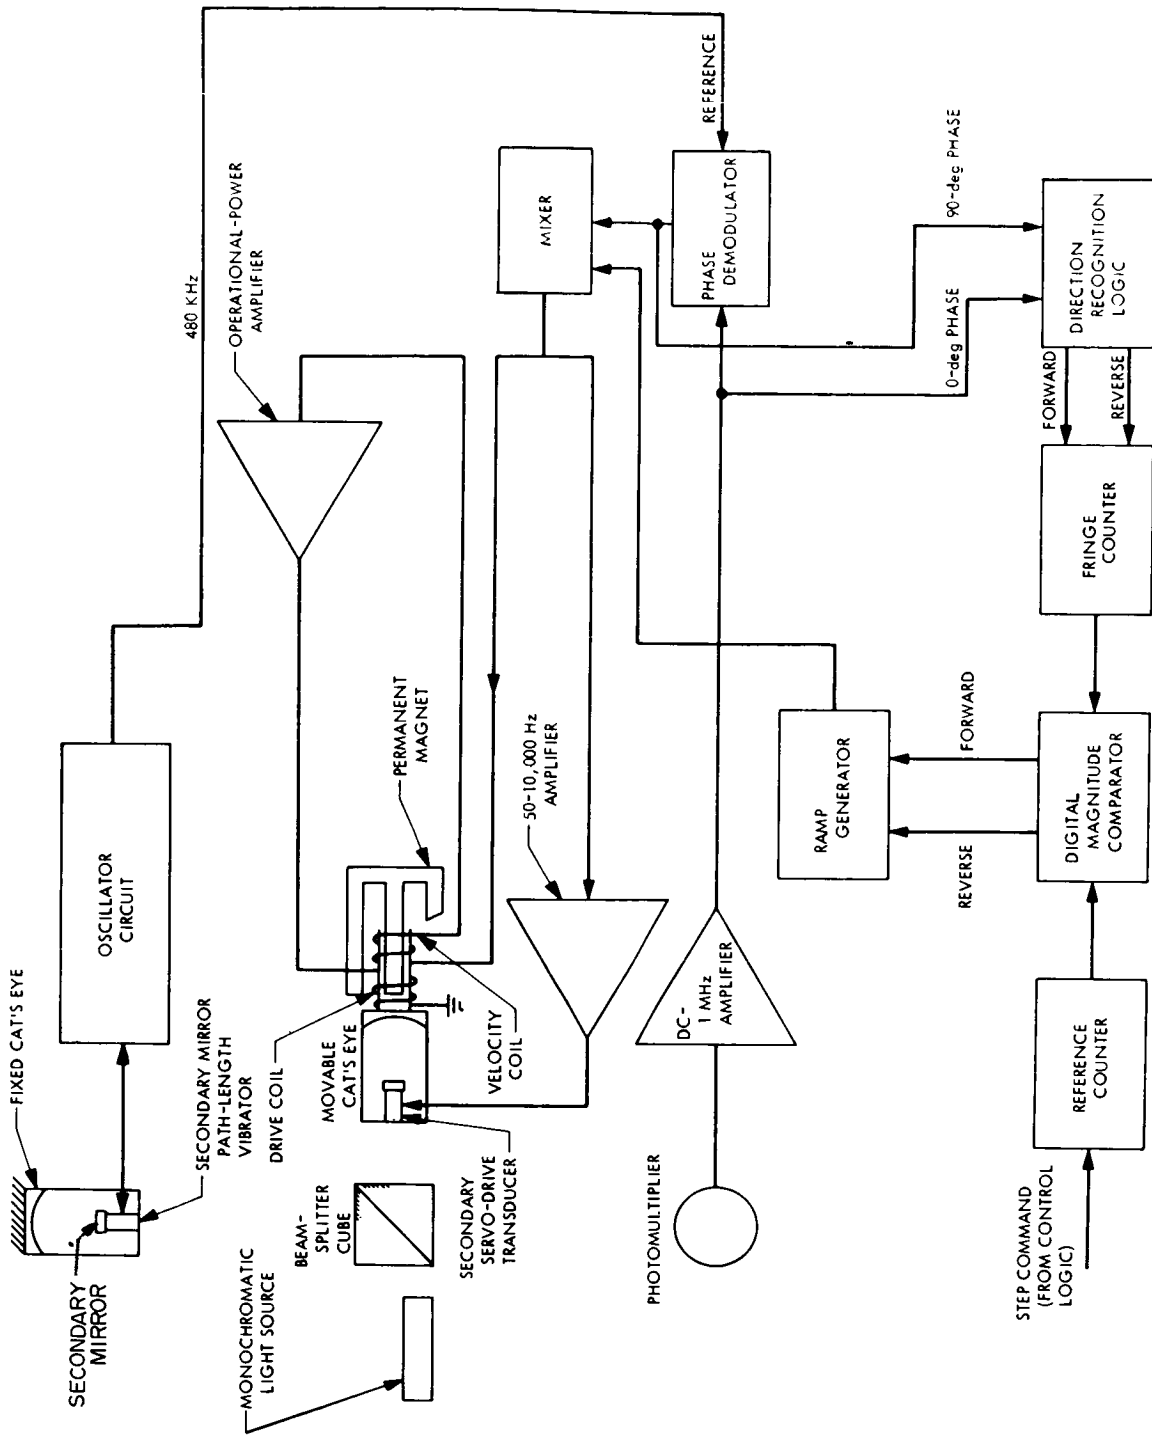 FIXED CAT'S EYE
SECONDARY
MIRROR
SECONDARY MIRROR
PATH-LENGTH
VIBRATOR
OSCILLATOR
CIRCUIT
480 KHz
OPERATIONAL-POWER
AMPLIFIER
DRIVE COIL
PERMANENT
MAGNET
MONOCHROMATIC
LIGHT SOURCE
BEAM-
SPLITTER
CUBE
MOVABLE
CAT'S EYE
VELOCITY
COIL
SECONDARY
SERVO-DRIVE
TRANSDUCER
50-10,000 Hz
AMPLIFIER
MIXER
REFERENCE
PHOTOMULTIPLIER
DC-
1 MHz
AMPLIFIER
PHASE
DEMODULATOR
RAMP
GENERATOR
0-deg PHASE
90-deg PHASE
REVERSE
FORWARD
FORWARD
REVERSE
STEP COMMAND
(FROM CONTROL
LOGIC)
REFERENCE
COUNTER
DIGITAL
MAGNITUDE
COMPARATOR
FRINGE
COUNTER
DIRECTION
RECOGNITION
LOGIC